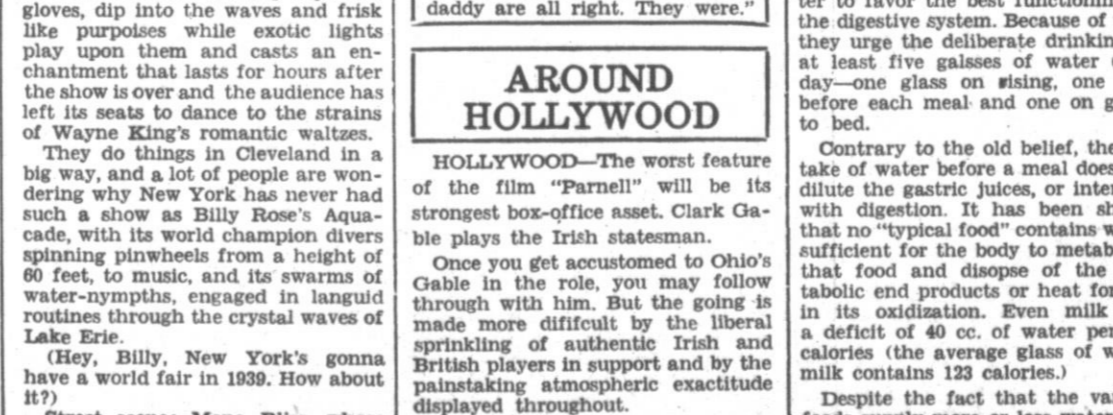 gloves, dip into the waves and frisk
like purpoises while exotic lights
play upon them and casts an en-
chantment that lasts for hours after
the show is over and the audience has
left its seats to dance to the strains
of Wayne King's romantic waltzes.
They do things in Cleveland in a
big way, and a lot of people are won-
dering why New York has never had
such a show as Billy Rose's Aqua-
cade, with its world champion divers
spinning pinwheels from a height of
60 feet, to music, and its swarms of
water-nympths, engaged in languid
routines through the crystal waves of
Lake Erie.
(Hey, Billy, New York's gonna
have a world fair in 1939. How about
it?)
daddy are all right. They were."
AROUND
HOLLYWOOD
HOLLYWOOD—The worst feature
of the film "Parnell" will be its
strongest box-office asset. Clark Ga-
ble plays the Irish statesman.
Once you get accustomed to Ohio's
Gable in the role, you may follow
through with him. But the going is
made more dififcult by the liberal
sprinkling of authentic Irish and
British players in support and by the
painstaking atmospheric exactitude
displayed throughout.
ter to favor the best
the digestive system. Because of
they urge the deliberate
at least five galsses of water
day—one glass on rising, one
before each meal and one on
to bed.
Contrary to the old belief,
take of water before a meal
dilute the gastric juices, or
with digestion. It has been
that no "typical food" contains
sufficient for the body to
that food and disopse of the
tabolic end products or heat
in its oxidization. Even milk
a deficit of 40 cc. of water
calories (the average glass of
milk contains 123 calories.)
Despite the fact that the